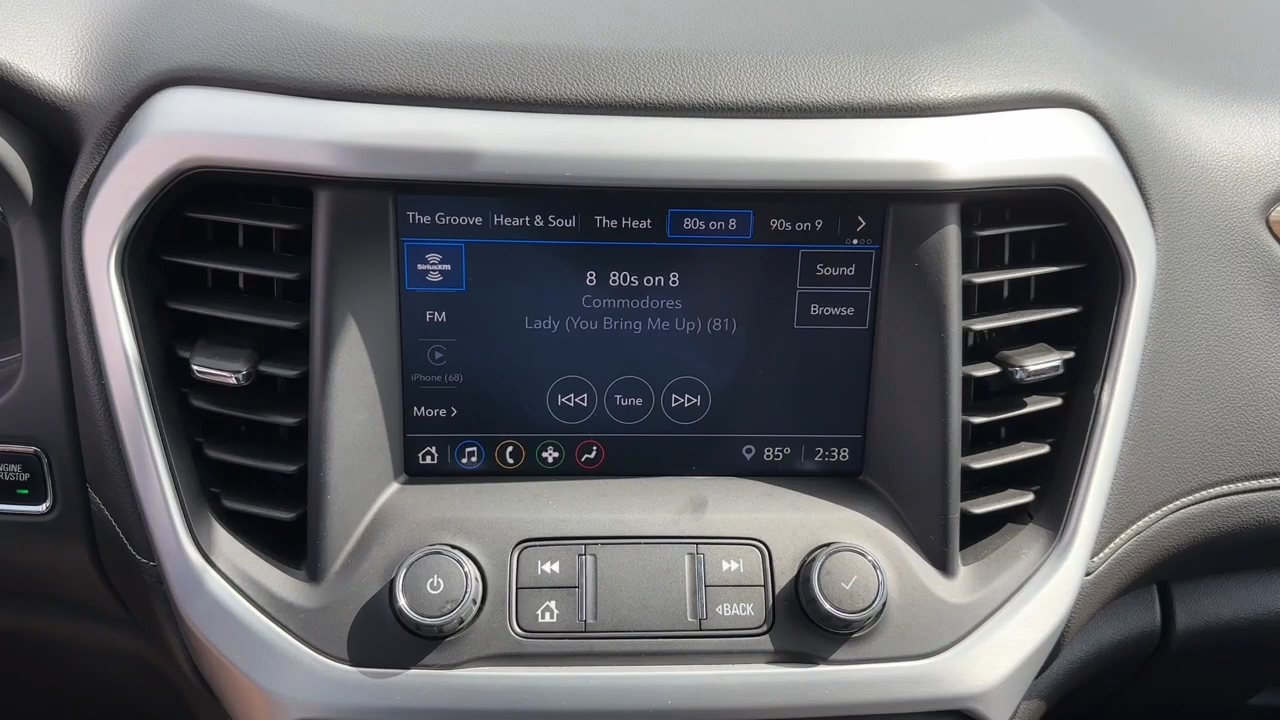 The Groove Heart & Soul The Heat 80s on 8 90s on 9
SiriusXM
8 80s on 8
Sound
Commodores
Browse
FM
Lady (You Bring Me Up) (81)
iPhone (68)
Tune
More
85° 2:38
ENGINE
START/STOP
BACK